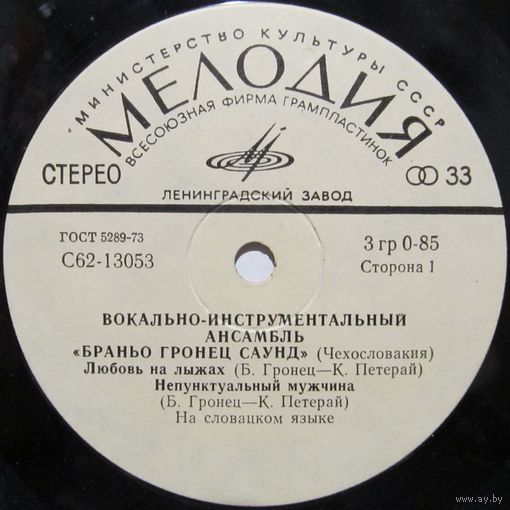 МИНИСТЕРСТВО КУЛЬТУРЫ СССР
МЕЛОДИЯ
ВСЕСОЮЗНАЯ ФИРМА ГРАМПЛАСТИНОК
СТЕРЕО
33
ЛЕНИНГРАДСКИЙ ЗАВОД
ГОСТ 5289-73
3 гр 0-85
С62-13053
Сторона 1
ВОКАЛЬНО-ИНСТРУМЕНТАЛЬНЫЙ
АНСАМБЛЬ
«БРАНЬО ГРОНЕЦ САУНД» (Чехословакия)
Любовь на лыжах (Б. Гронец—К. Петерай)
Непунктуальный мужчина
(Б. Гронец—К. Петерай)
На словацком языке
www.ay.by